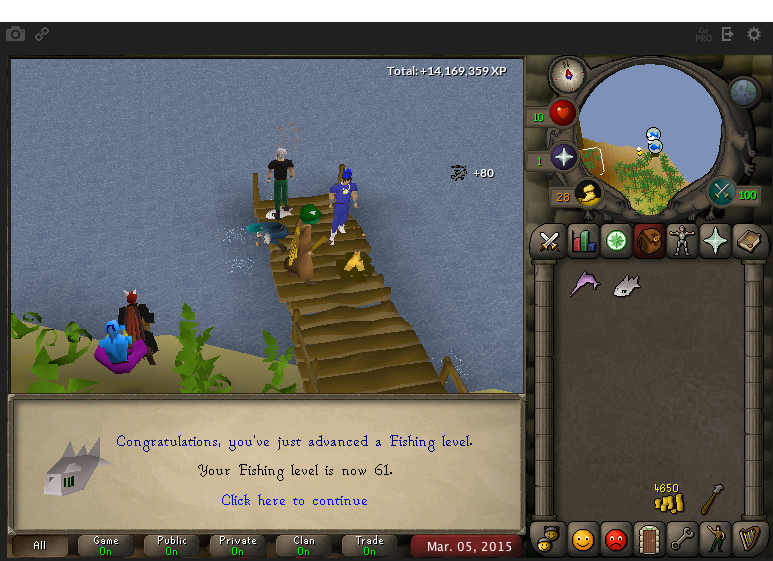 Go
PRO
Total: +14,169,359 XP
+80
10
1
28
100
4650
Congratulations, you've just advanced a Fishing level.
Your Fishing level is now 61.
Click here to continue
All
Game
On
Public
On
Private
On
Clan
On
Trade
On
Mar. 05, 2015